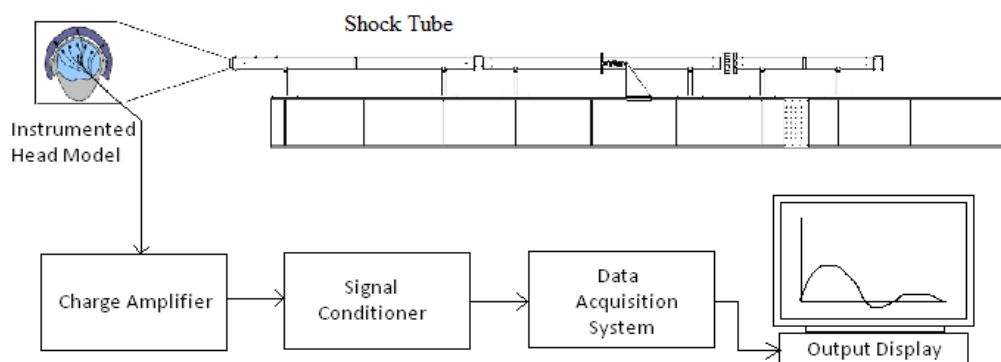 Shock Tube
Instrumented
Head Model
Charge Amplifier
Signal
Conditioner
Data
Acquisition
System
Output Display